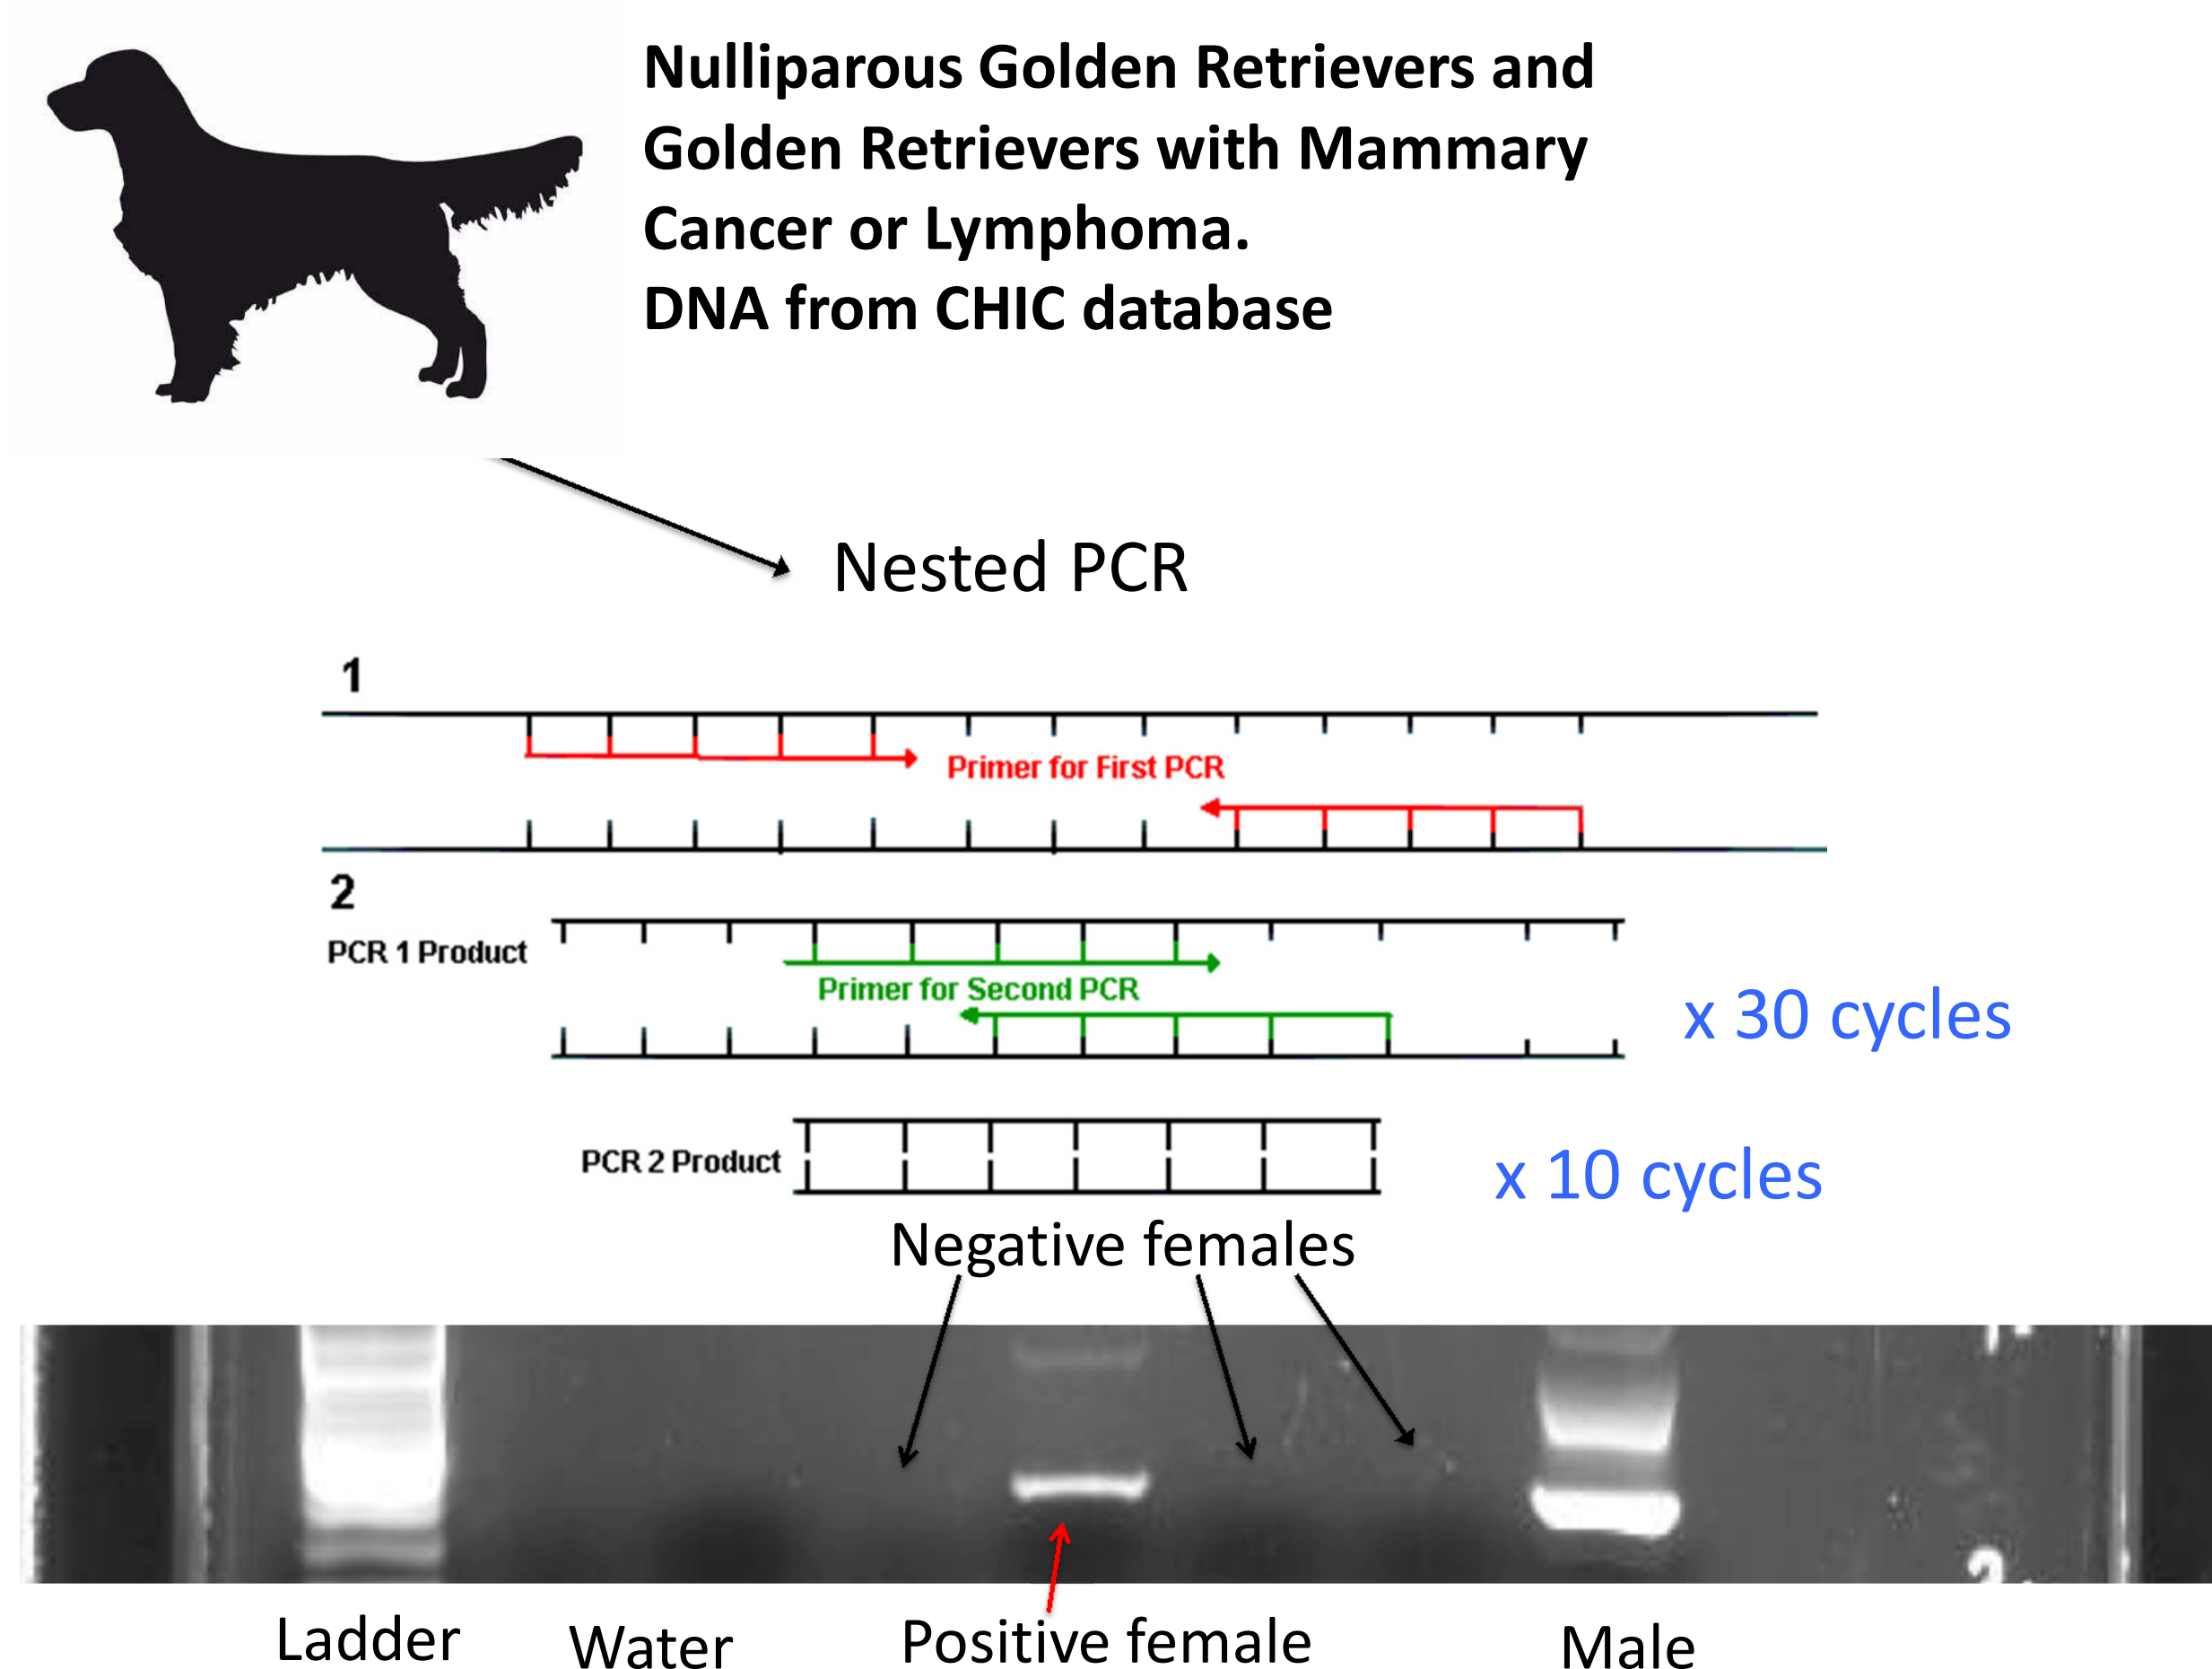 Nulliparous Golden Retrievers and
Golden Retrievers with Mammary
Cancer or Lymphoma.
DNA from CHIC database
Nested PCR
1
Primer for First PCR
2
PCR 1 Product
Primer for Second PCR
x 30 cycles
PCR 2 Product
x 10 cycles
Negative females
Ladder
Water
Positive female
Male